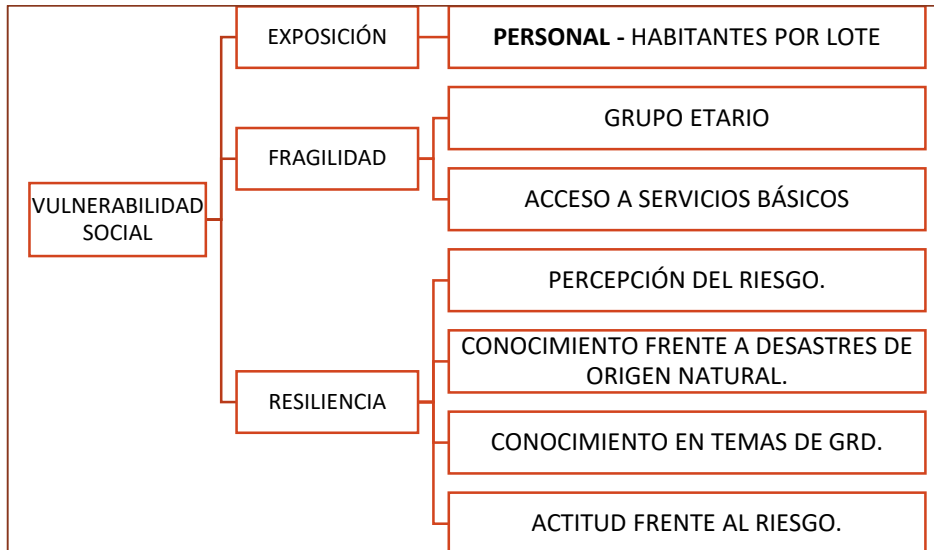 VULNERABILIDAD
SOCIAL
EXPOSICIÓN
PERSONAL - HABITANTES POR LOTE
FRAGILIDAD
GRUPO ETARIO
ACCESO A SERVICIOS BÁSICOS
RESILIENCIA
PERCEPCIÓN DEL RIESGO.
CONOCIMIENTO FRENTE A DESASTRES DE
ORIGEN NATURAL.
CONOCIMIENTO EN TEMAS DE GRD.
ACTITUD FRENTE AL RIESGO.